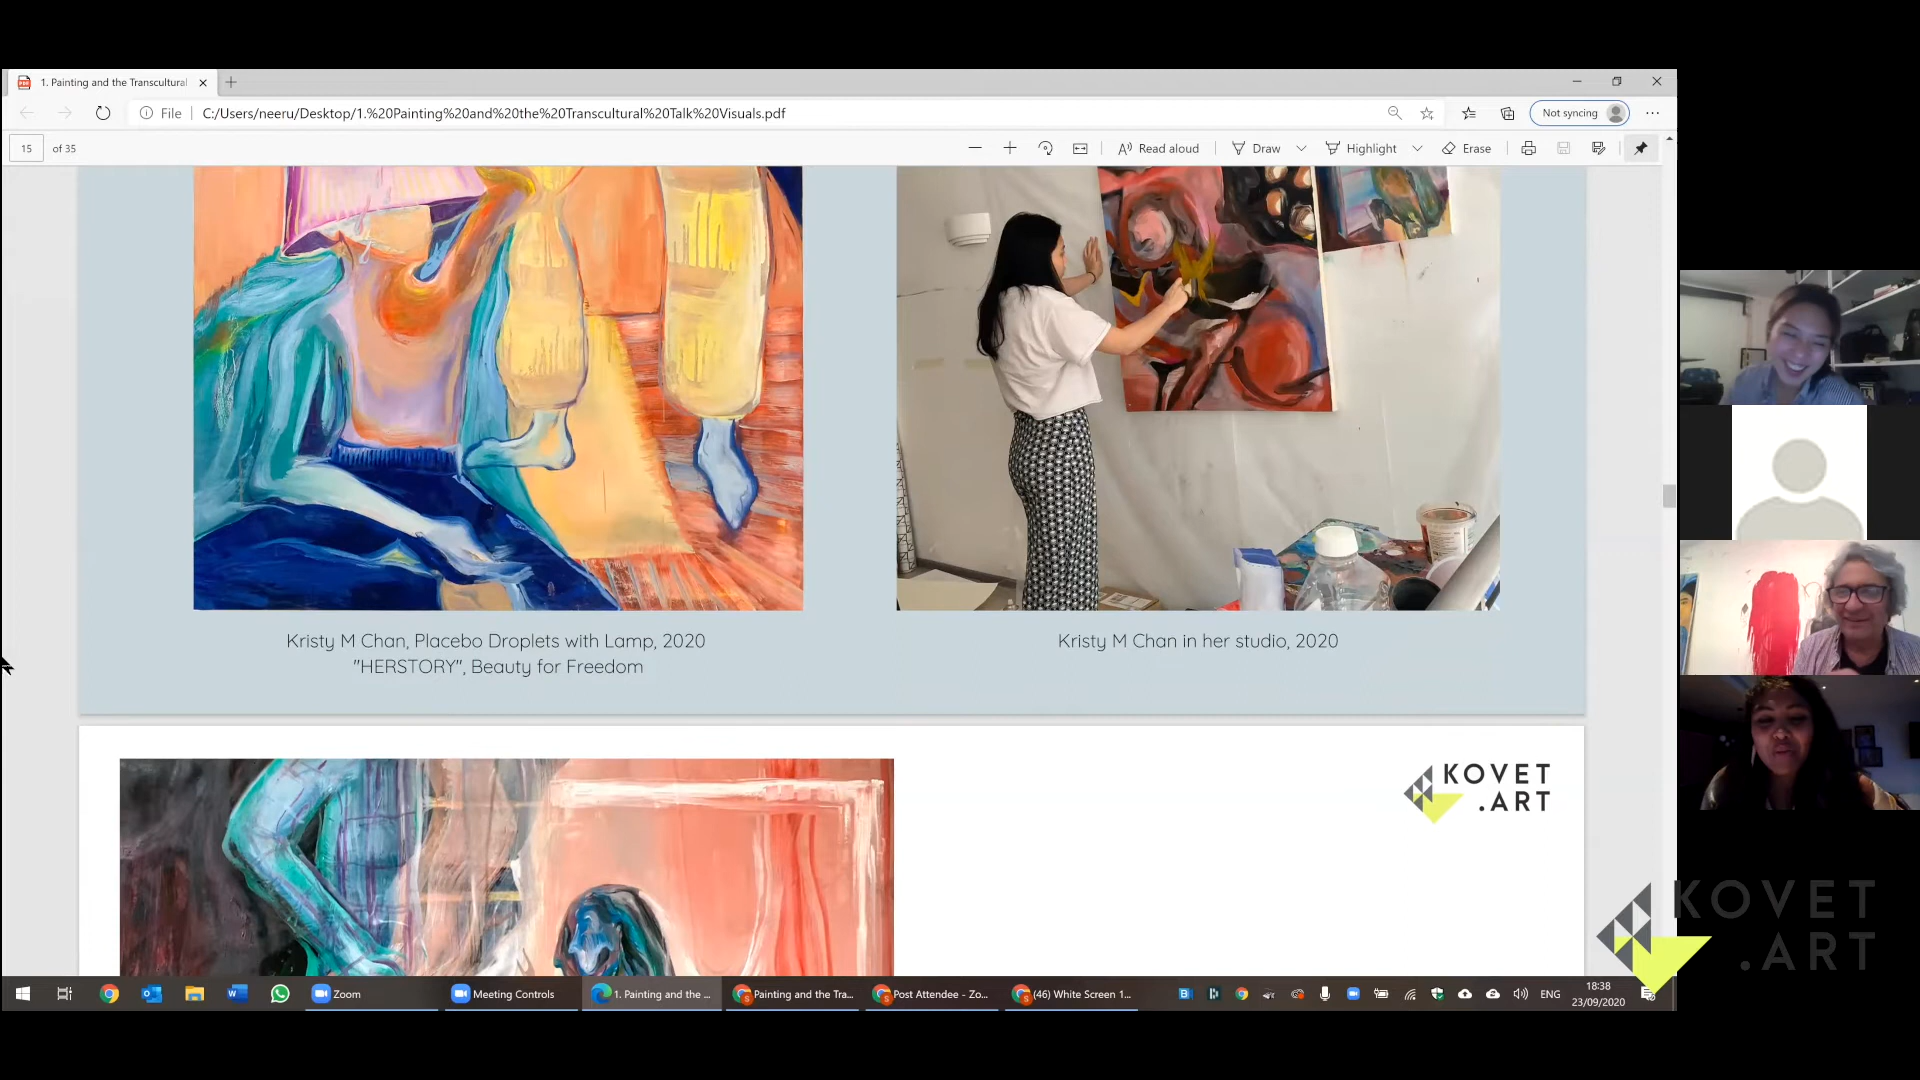 1. Painting and the Transcultural
File
C:/Users/neeru/Desktop/1.%20Painting%20and%20the%20Transcultural%20Talk%20Visuals.pdf
Not syncing
15 of 35
Read aloud
Draw
Highlight
Erase
Kristy M Chan, Placebo Droplets with Lamp, 2020
"HERSTORY", Beauty for Freedom
Kristy M Chan in her studio, 2020
KOVET
.ART
KOVET
.ART
Zoom
Meeting Controls
1. Painting and the ...
Painting and the Tra...
Post Attendee - Zo...
(46) White Screen 1...
ENG
18:38
23/09/2020